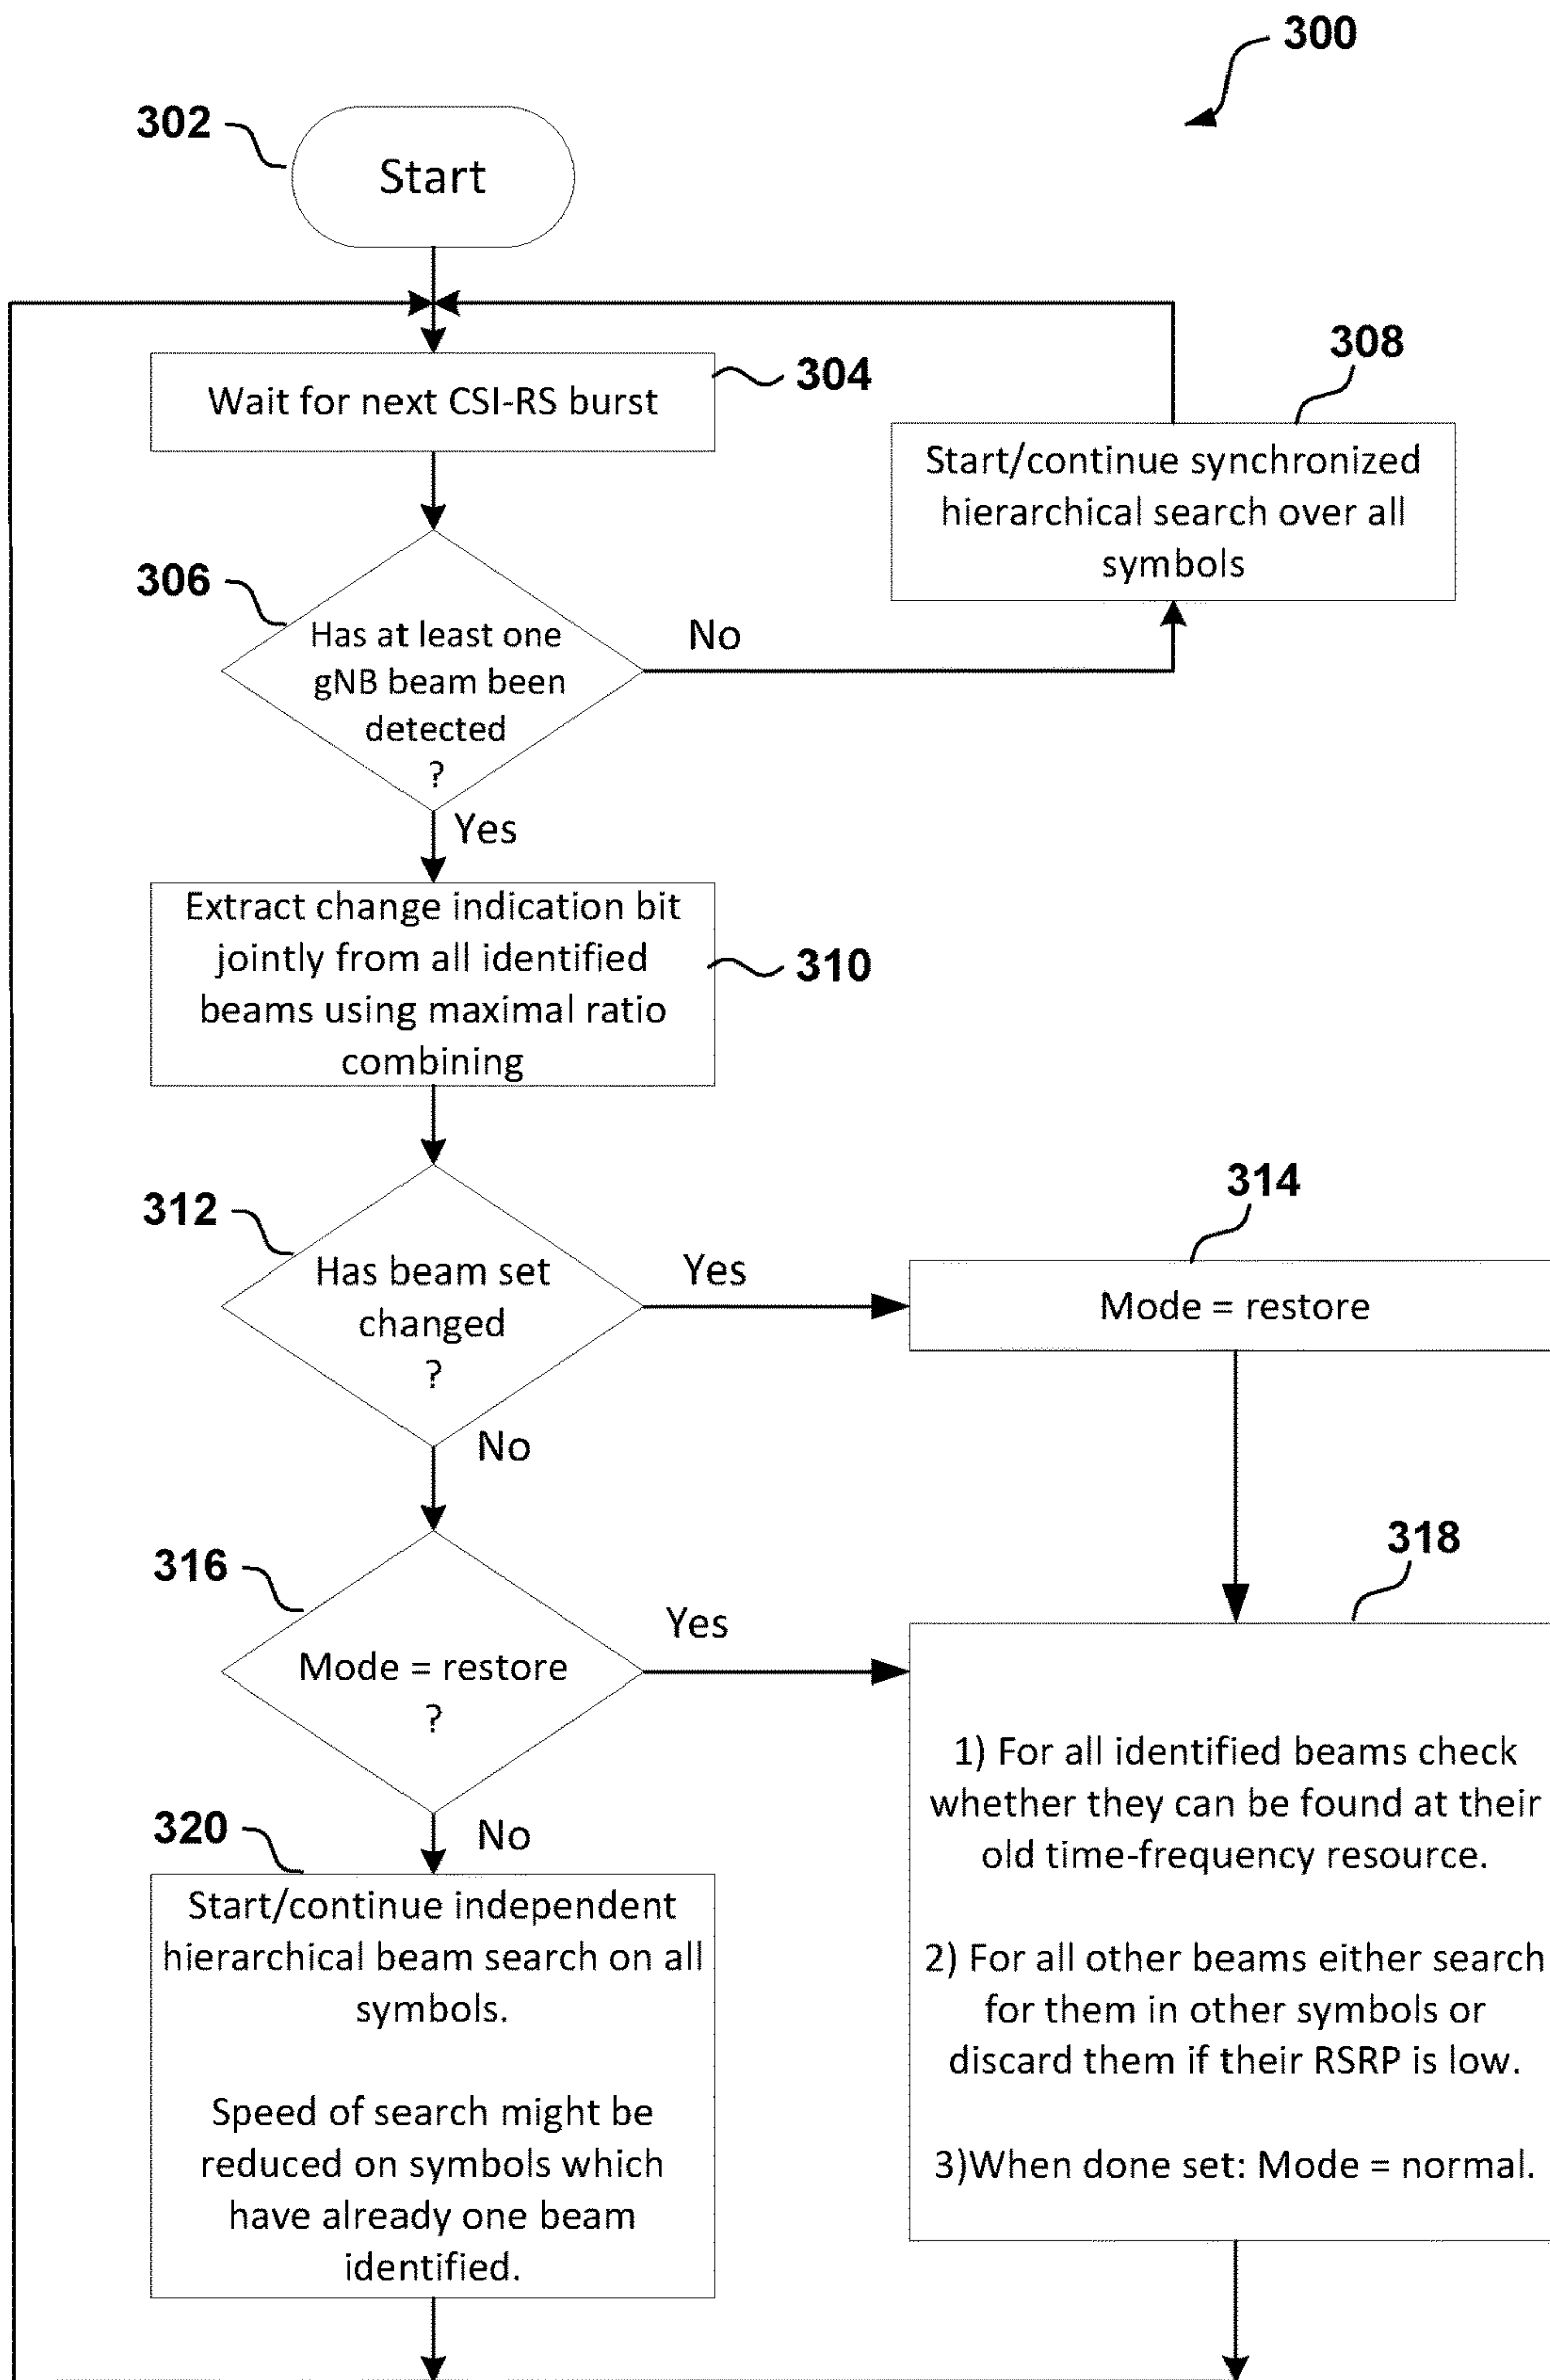 300
302
Start
304
Wait for next CSI-RS burst
308
Start/continue synchronized
hierarchical search over all
symbols
306
Has at least one
gNB beam been
detected
?
No
Yes
Extract change indication bit
jointly from all identified
beams using maximal ratio
combining
310
312
Has beam set
changed
?
Yes
314
Mode = restore
No
316
Mode = restore
?
Yes
318
1) For all identified beams check
whether they can be found at their
old time-frequency resource.
2) For all other beams either search
for them in other symbols or
discard them if their RSRP is low.
3)When done set: Mode = normal.
No
320
Start/continue independent
hierarchical beam search on all
symbols.
Speed of search might be
reduced on symbols which
have already one beam
identified.